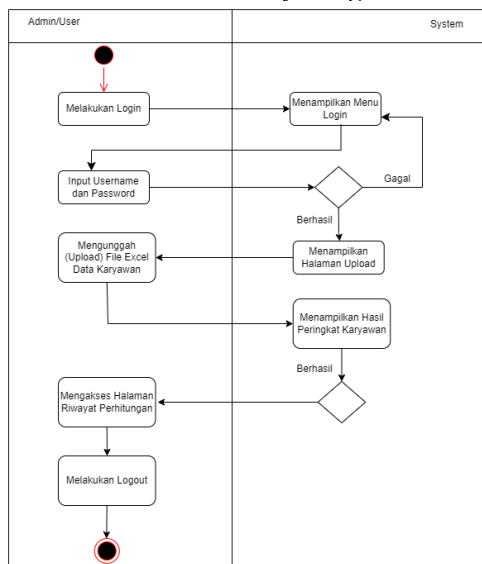 Admin/User
System
Melakukan Login
Menampilkan Menu
Login
Input Username
dan Password
Gagal
Berhasil
Mengunggah
(Upload) File Excel
Data Karyawan
Menampilkan
Halaman Upload
Menampilkan Hasil
Peringkat Karyawan
Berhasil
Mengakses Halaman
Riwayat Perhitungan
Melakukan Logout